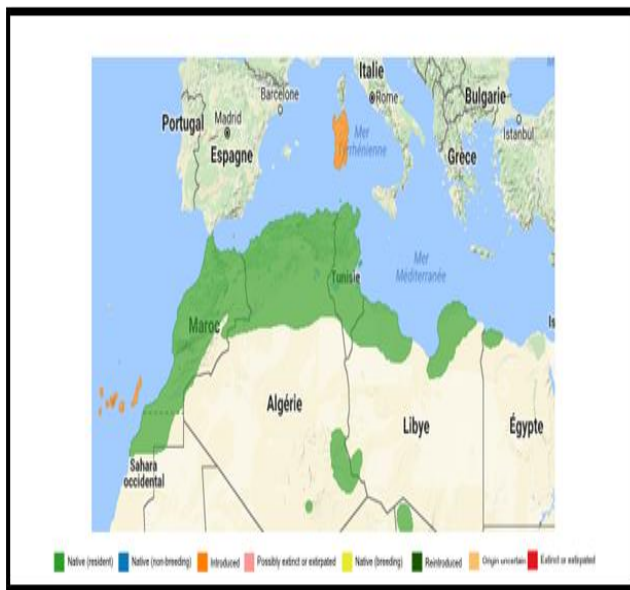 Italie
Barcelone
Rome
Bulgarie
Portugal
Madrid
Istanbul
Espagne
Mer
Tyrrhénienne
Grèce
Mer
Méditerranée
Tunisie
Maroc
Is
Algérie
Libye
Égypte
Sahara
occidental
Native (resident) Native (non-breeding) Introduced Possibly extinct or extirpated Native (breeding) Reintroduced Origin uncertain Extinct or extirpated